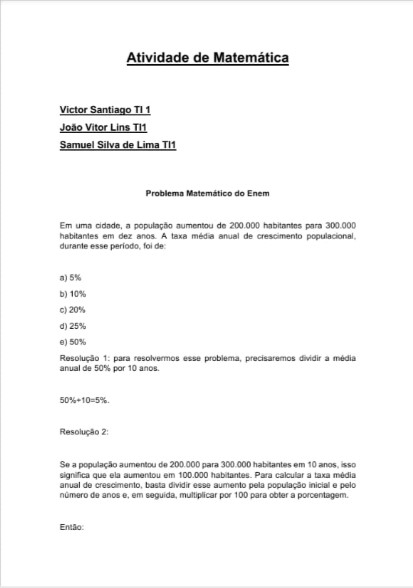 Atividade de Matemática
Victor Santiago TI 1
João Vitor Lins TI1
Samuel Silva de Lima TI1
Problema Matemático do Enem
Em uma cidade, a população aumentou de 200.000 habitantes para 300.000
habitantes em dez anos. A taxa média anual de crescimento populacional,
durante esse período, foi de:
a) 5%
b) 10%
c) 20%
d) 25%
e) 50%
Resolução 1: para resolvermos esse problema, precisaremos dividir a média
anual de 50% por 10 anos.
50%÷10=5%.
Resolução 2:
Se a população aumentou de 200.000 para 300.000 habitantes em 10 anos, isso
significa que ela aumentou em 100.000 habitantes. Para calcular a taxa média
anual de crescimento, basta dividir esse aumento pela população inicial e pelo
número de anos e, em seguida, multiplicar por 100 para obter a porcentagem.
Então: